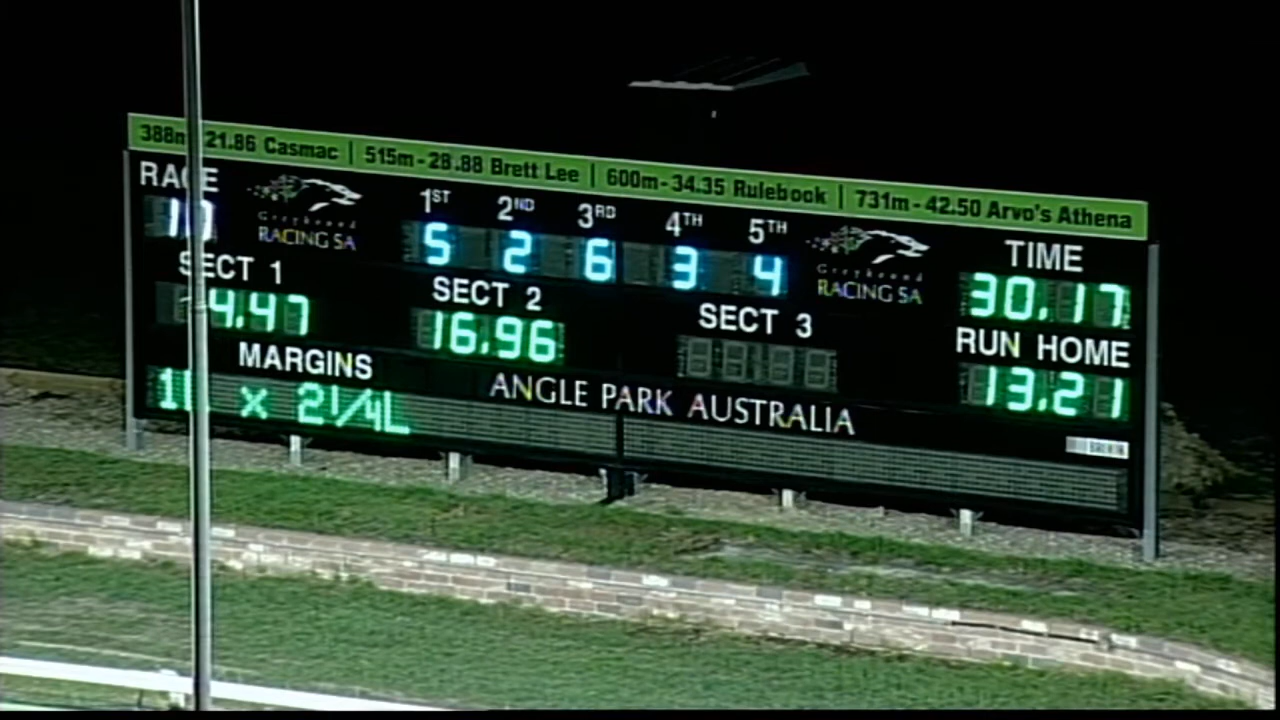 388m 21.86 Casmac | 515m - 28.88 Brett Lee | 600m - 34.35 Rulebook | 731m - 42.50 Arvo's Athena
RACE
Greyhound
RACING SA
1ST 2ND 3RD 4TH 5TH
5 2 6 3 4
Greyhound
RACING SA
TIME
30.17
SECT 1
4.47
SECT 2
16.96
SECT 3
RUN HOME
13.21
MARGINS
x 2 1/4L
ANGLE PARK AUSTRALIA